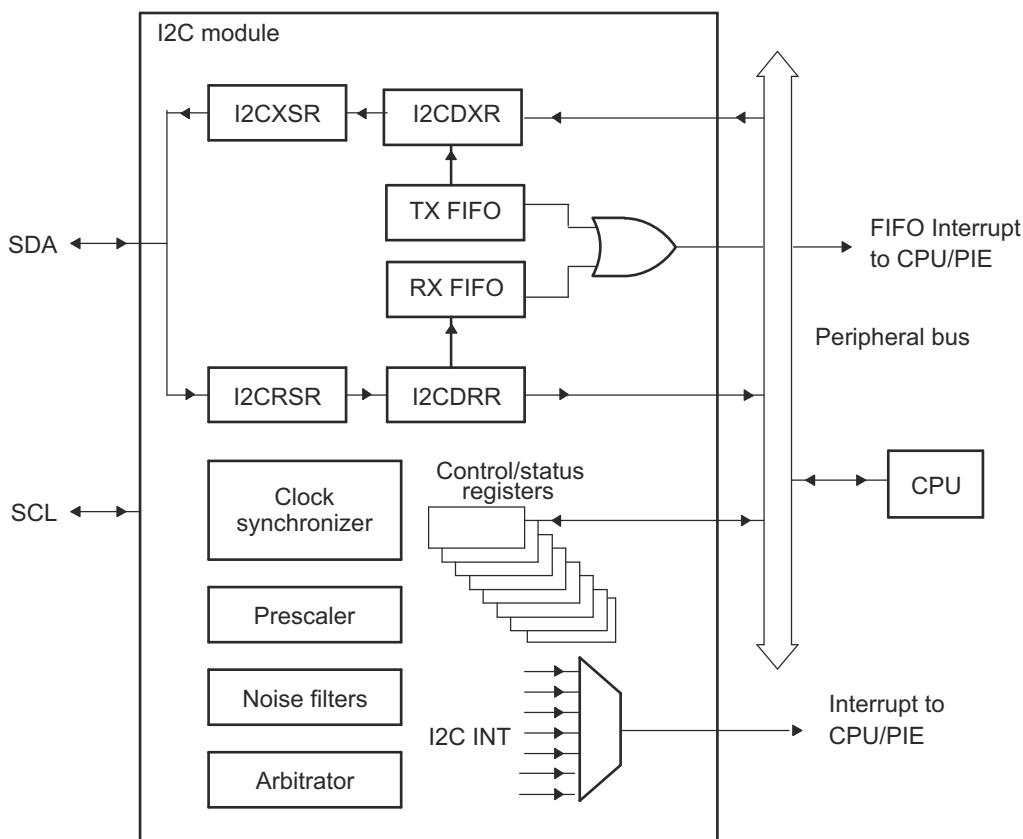 I2C module
I2CXSR
I2CDXR
TX FIFO
SDA
FIFO Interrupt
to CPU/PIE
RX FIFO
Peripheral bus
I2CRSR
I2CDRR
Control/status
registers
Clock
synchronizer
SCL
CPU
Prescaler
Noise filters
I2C INT
Interrupt to
CPU/PIE
Arbitrator